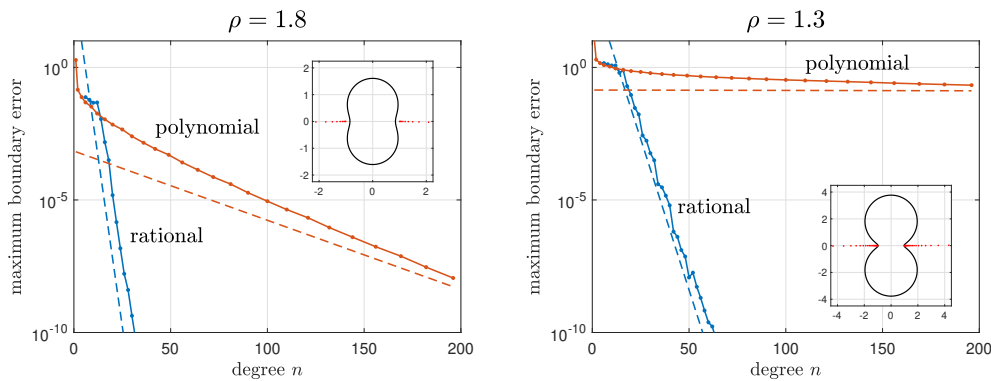 ρ = 1.8
maximum boundary error
10^0
10^-5
10^-10
polynomial
rational
2
1
0
-1
-2
-2 0 2
0 50 100 150 200
degree n
ρ = 1.3
maximum boundary error
10^0
10^-5
10^-10
polynomial
rational
4
2
0
-2
-4
-4 -2 0 2 4
0 50 100 150 200
degree n